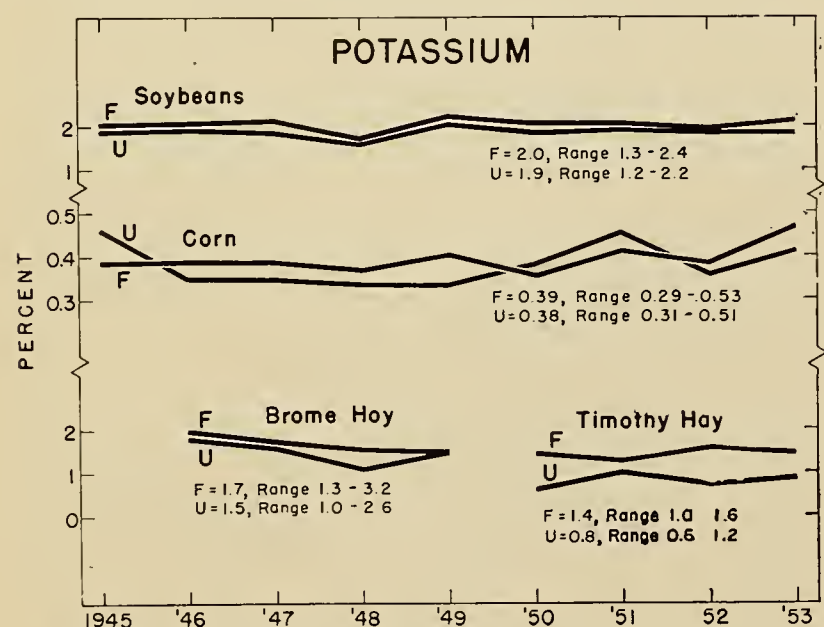 POTASSIUM
Soybeans
F
U
2
1
F=2.0, Range 1.3-2.4
U=1.9, Range 1.2-2.2
PERCENT
0.5
0.4
0.3
U
Corn
F
F=0.39, Range 0.29-.0.53
U=0.38, Range 0.31-0.51
Brome Hoy
F
U
2
1
0
F=1.7, Range 1.3-3.2
U=1.5, Range 1.0-2 6
Timothy Hay
F
U
F=1.4, Range 1.0 1.6
U=0.8, Range 0.6 1.2
1945 '46 '47 '48 '49 '50 '51 52 '53